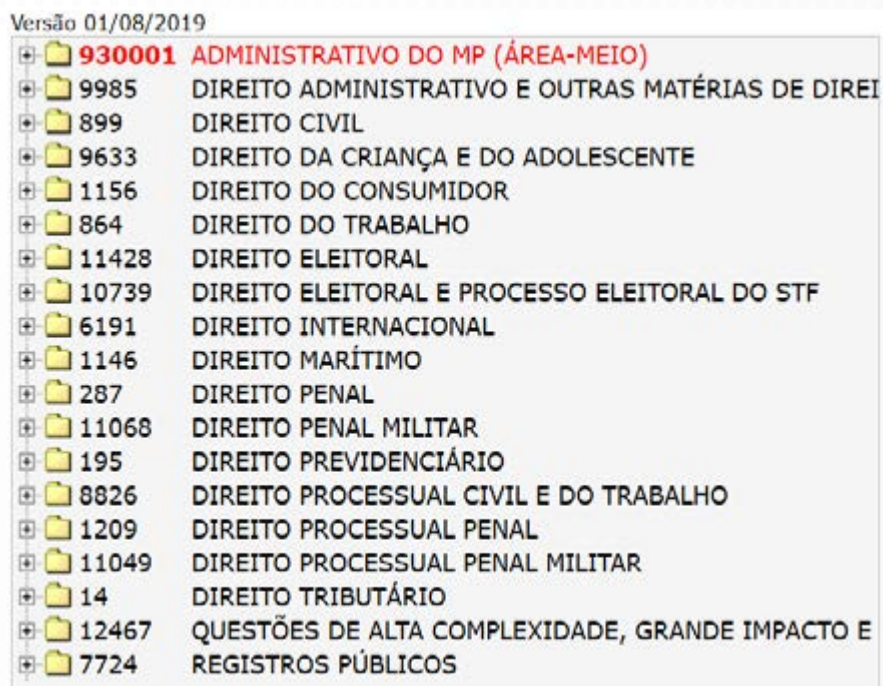 Versão 01/08/2019
930001 ADMINISTRATIVO DO MP (ÁREA-MEIO)
9985 DIREITO ADMINISTRATIVO E OUTRAS MATÉRIAS DE DIREI
899 DIREITO CIVIL
9633 DIREITO DA CRIANÇA E DO ADOLESCENTE
1156 DIREITO DO CONSUMIDOR
864 DIREITO DO TRABALHO
11428 DIREITO ELEITORAL
10739 DIREITO ELEITORAL E PROCESSO ELEITORAL DO STF
6191 DIREITO INTERNACIONAL
1146 DIREITO MARÍTIMO
287 DIREITO PENAL
11068 DIREITO PENAL MILITAR
195 DIREITO PREVIDENCIÁRIO
8826 DIREITO PROCESSUAL CIVIL E DO TRABALHO
1209 DIREITO PROCESSUAL PENAL
11049 DIREITO PROCESSUAL PENAL MILITAR
14 DIREITO TRIBUTÁRIO
12467 QUESTÕES DE ALTA COMPLEXIDADE, GRANDE IMPACTO E
7724 REGISTROS PÚBLICOS